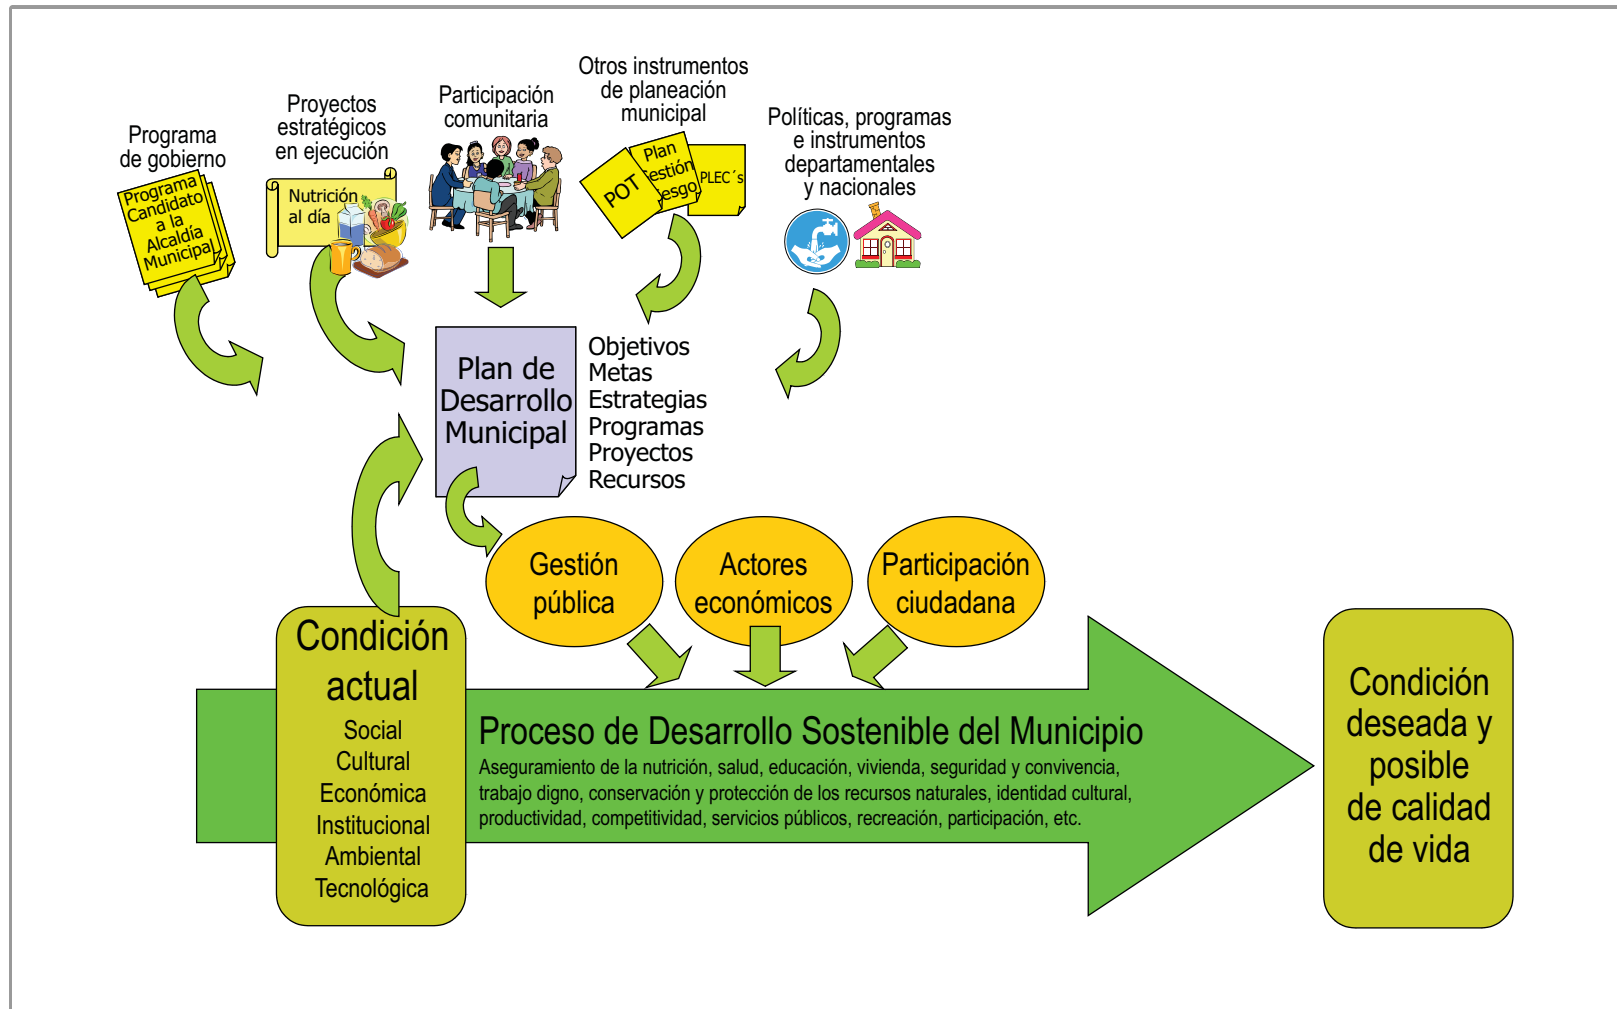 Programa
de gobierno
Programa
Candidato
a la
Alcaldía
Municipal
Proyectos
estratégicos
en ejecución
Nutrición
al día
Participación
comunitaria
Otros instrumentos
de planeación
municipal
POT
Plan
Gestión
iesgo
PLEC´s
Políticas, programas
e instrumentos
departamentales
y nacionales
Plan de
Desarrollo
Municipal
Objetivos
Metas
Estrategias
Programas
Proyectos
Recursos
Gestión
pública
Actores
económicos
Participación
ciudadana
Condición
actual
Social
Cultural
Económica
Institucional
Ambiental
Tecnológica
Proceso de Desarrollo Sostenible del Municipio
Aseguramiento de la nutrición, salud, educación, vivienda, seguridad y convivencia,
trabajo digno, conservación y protección de los recursos naturales, identidad cultural,
productividad, competitividad, servicios públicos, recreación, participación, etc.
Condición
deseada y
posible
de calidad
de vida